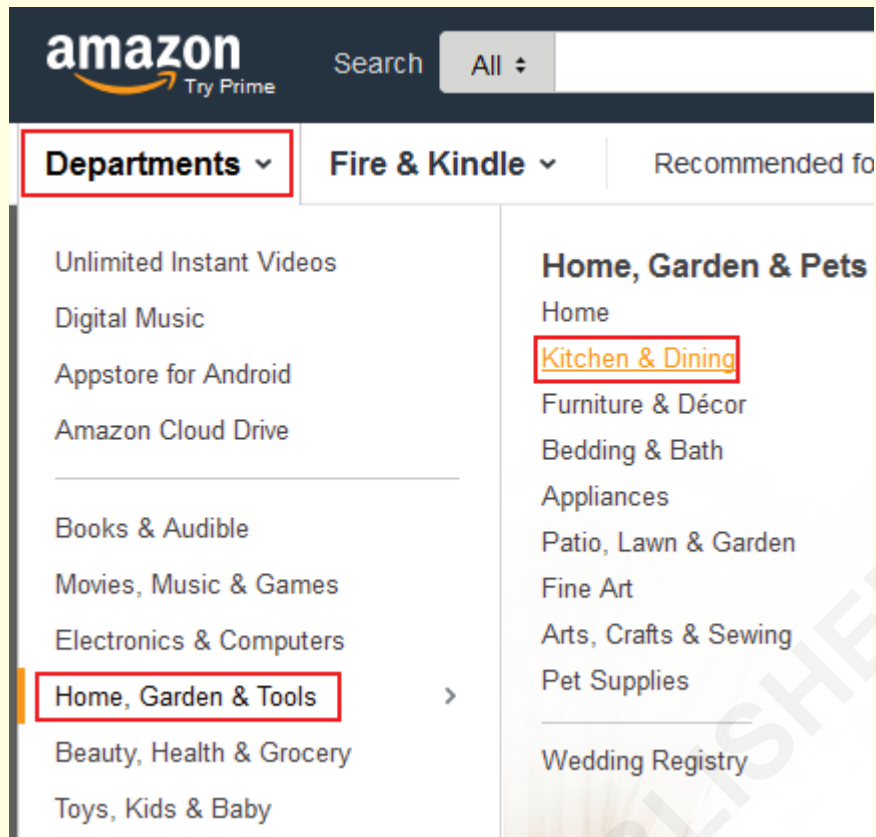 amazon
Try Prime
Search All
Departments Fire & Kindle Recommended fo
Unlimited Instant Videos
Digital Music
Appstore for Android
Amazon Cloud Drive
Books & Audible
Movies, Music & Games
Electronics & Computers
Home, Garden & Tools
Beauty, Health & Grocery
Toys, Kids & Baby
Home, Garden & Pets
Home
Kitchen & Dining
Furniture & Décor
Bedding & Bath
Appliances
Patio, Lawn & Garden
Fine Art
Arts, Crafts & Sewing
Pet Supplies
Wedding Registry